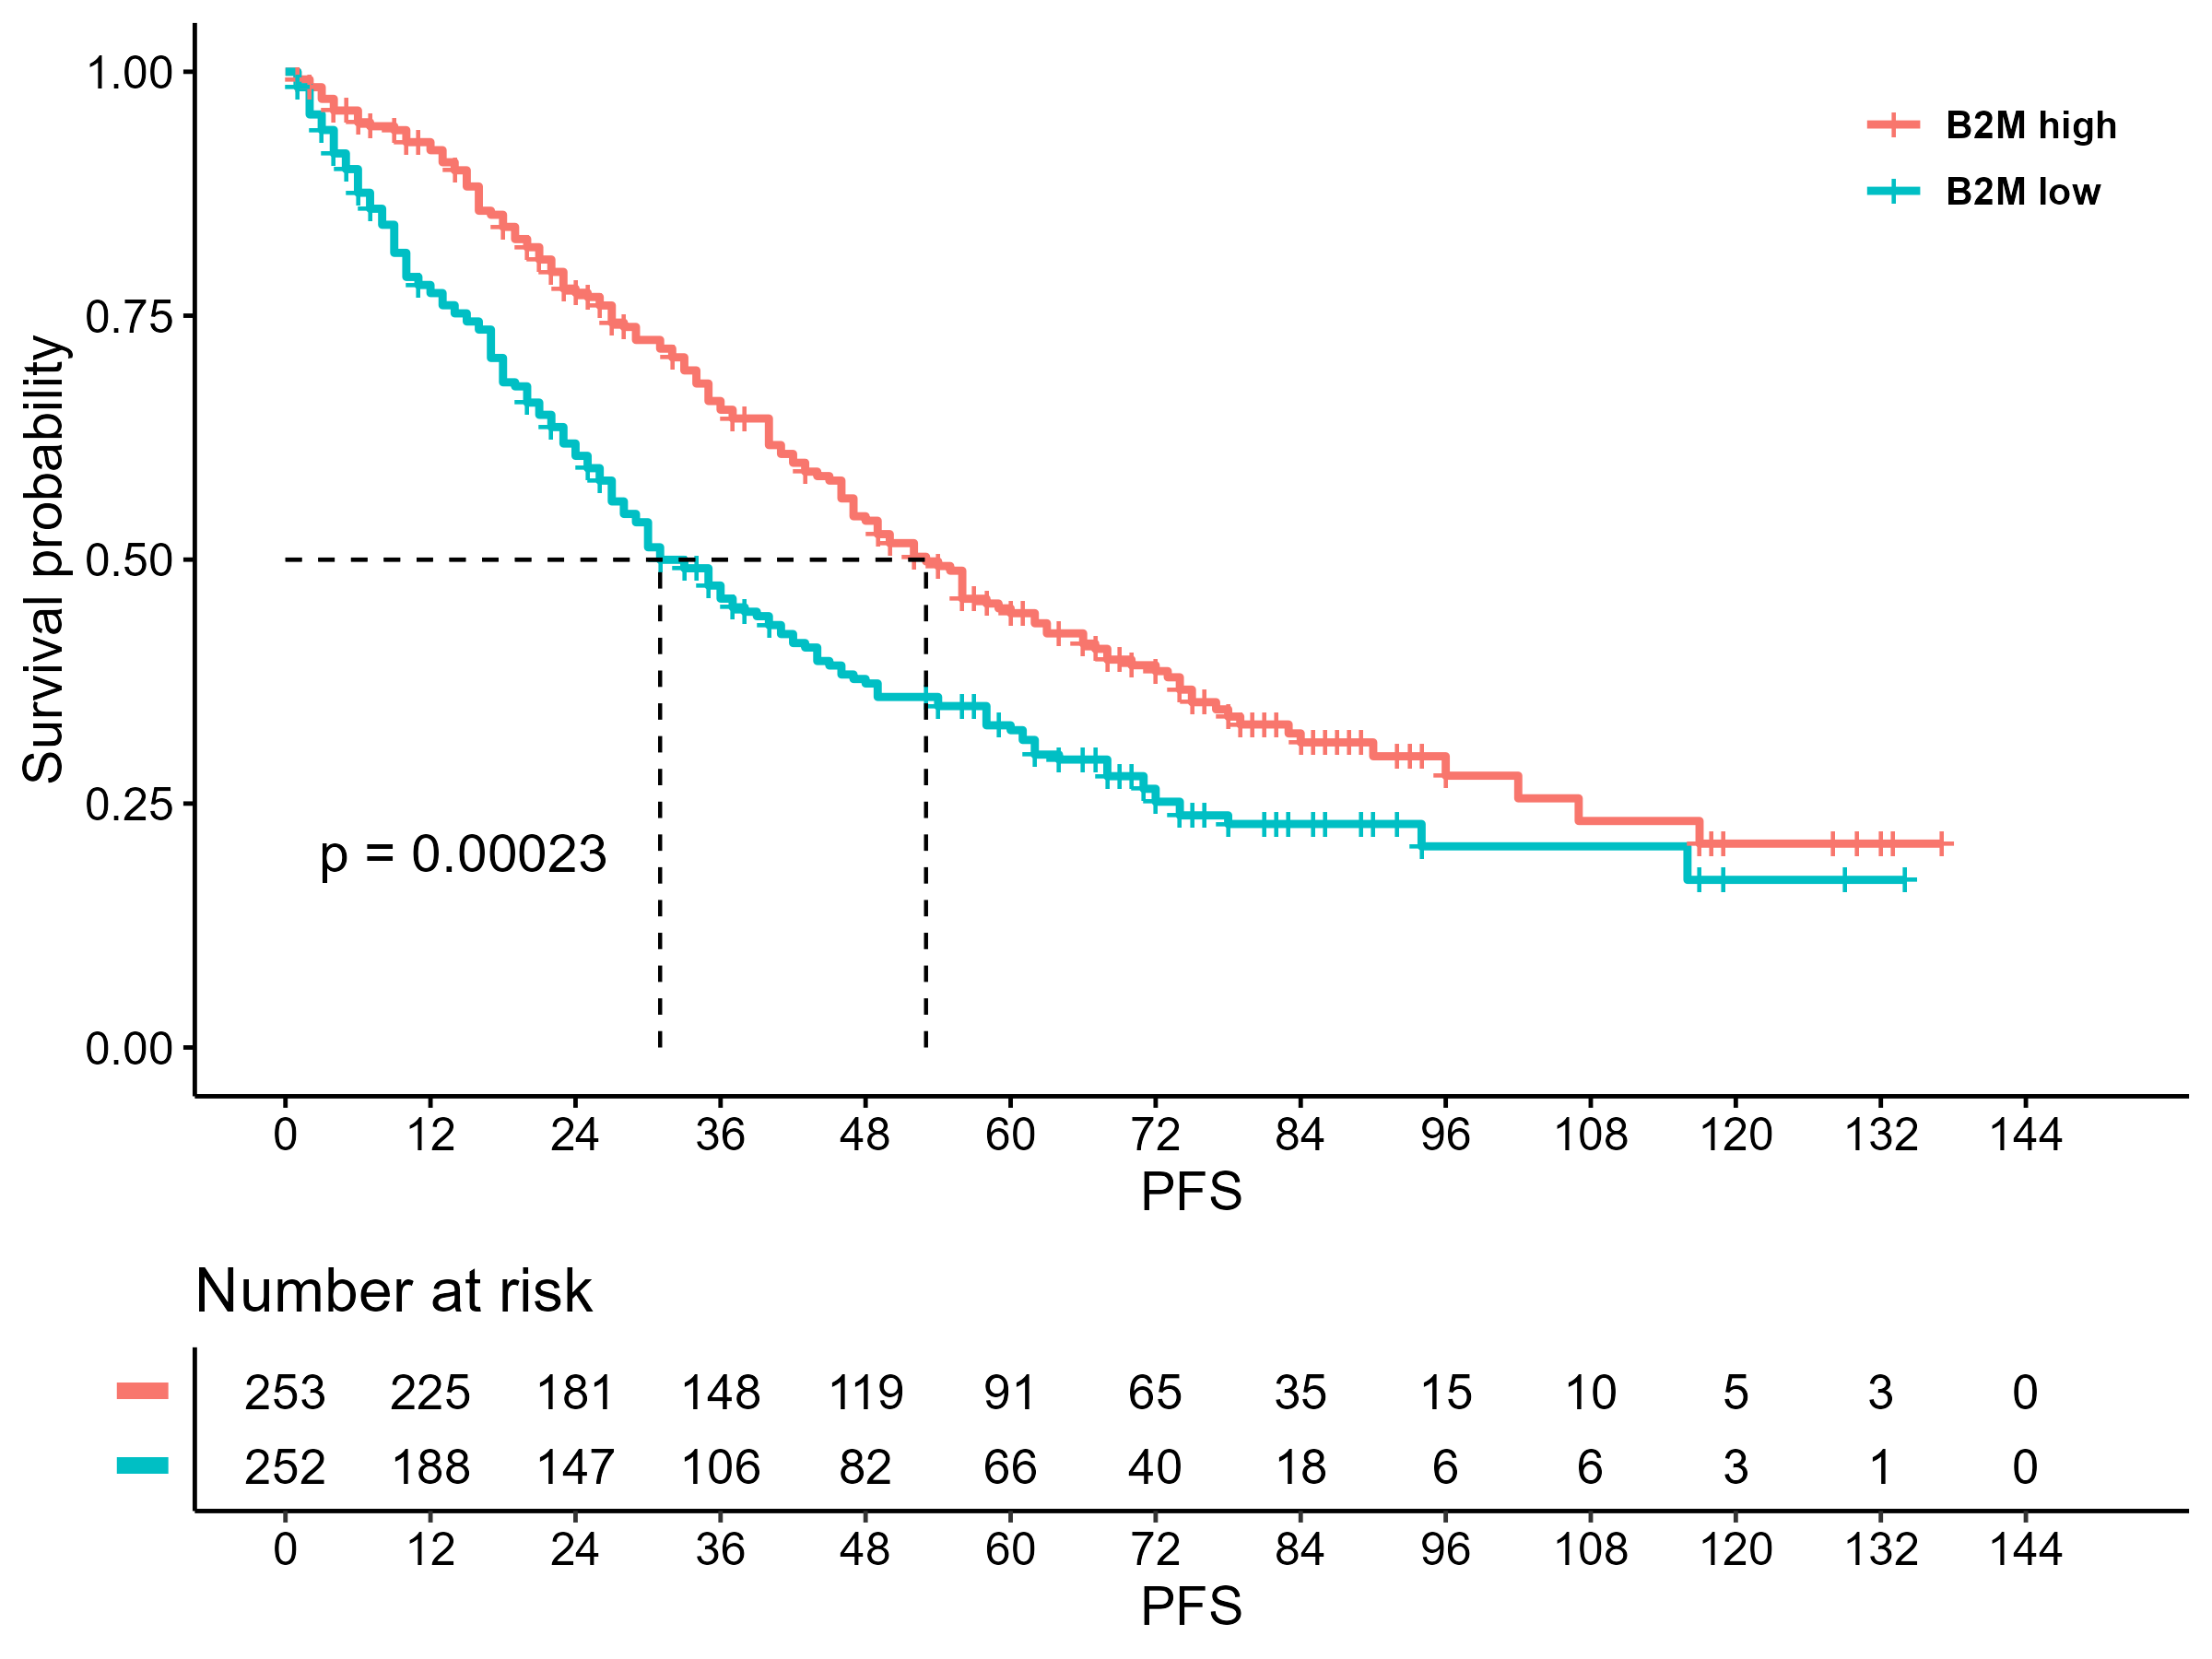 1.00
0.75
0.50
0.25
0.00
Survival probability
B2M high
B2M low
p = 0.00023
0 12 24 36 48 60 72 84 96 108 120 132 144
PFS
Number at risk
253 225 181 148 119 91 65 35 15 10 5 3 0
252 188 147 106 82 66 40 18 6 6 3 1 0
0 12 24 36 48 60 72 84 96 108 120 132 144
PFS